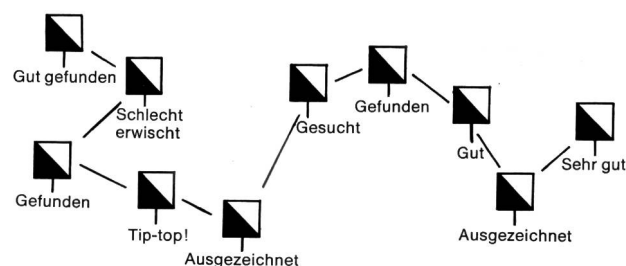 Gut gefunden
Schlecht
erwischt
Gefunden
Tip-top!
Ausgezeichnet
Gesucht
Gefunden
Gut
Ausgezeichnet
Sehr gut